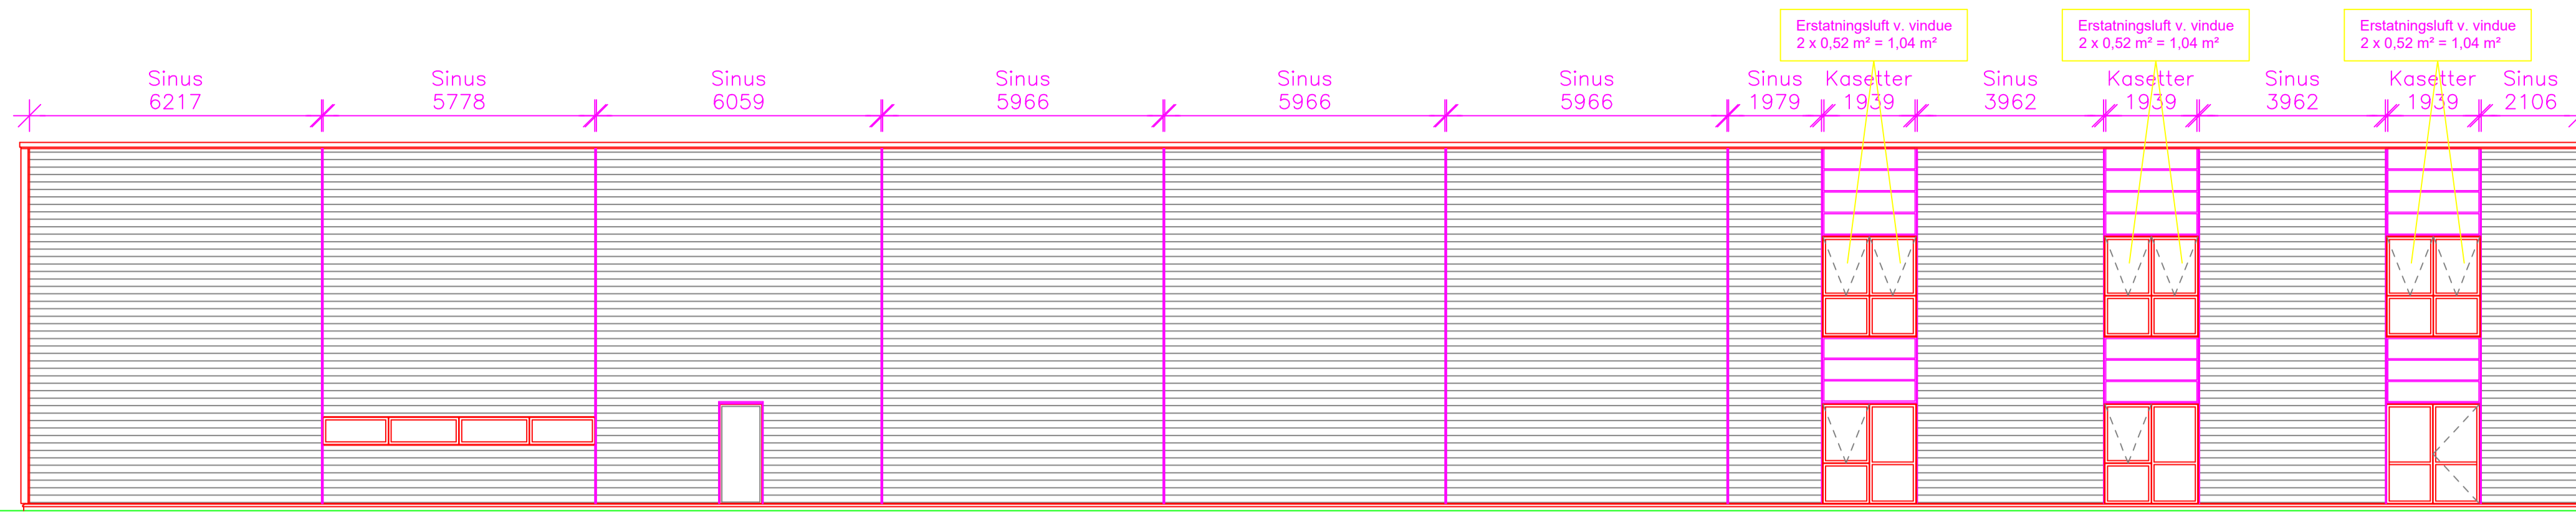 Erstatningsluft v. vindue
2 x 0,52 m² = 1,04 m²
Erstatningsluft v. vindue
2 x 0,52 m² = 1,04 m²
Erstatningsluft v. vindue
2 x 0,52 m² = 1,04 m²
Sinus
6217
Sinus
5778
Sinus
6059
Sinus
5966
Sinus
5966
Sinus
5966
Sinus
1979
Kasetter
1939
Sinus
3962
Kasetter
1939
Sinus
3962
Kasetter
1939
Sinus
2106